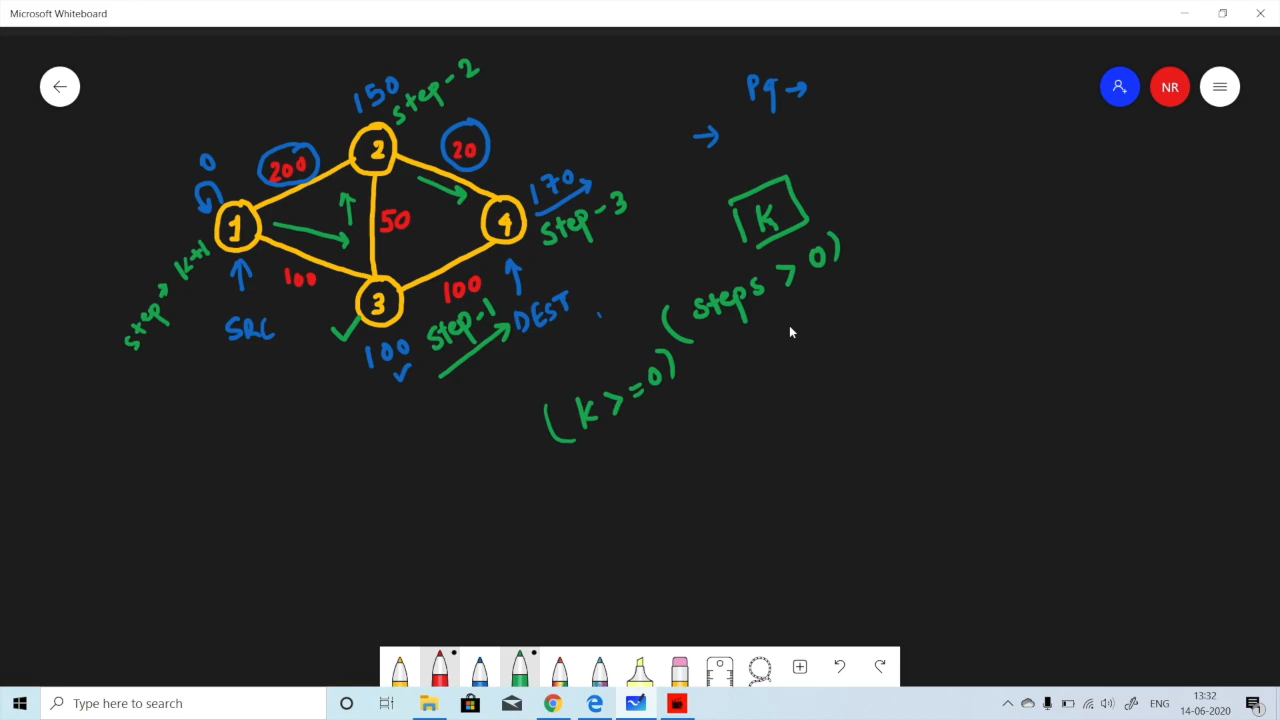 Microsoft Whiteboard
150
step-2
Pq →
NR
→
0
200
2
20
170
step-3
1
50
4
K
step → k+1
100
3
100
step-1
DEST
SRC
100
(steps > 0)
(k >= 0)
Type here to search
ENG
13:32
14-06-2020
1